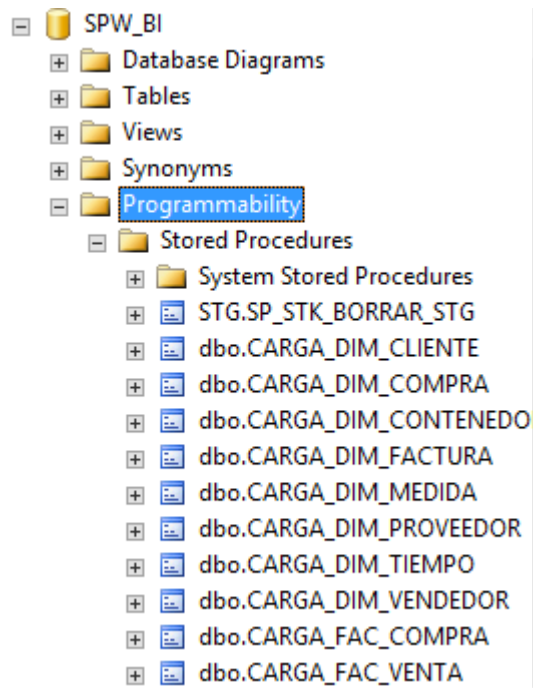 SPW_BI
Database Diagrams
Tables
Views
Synonyms
Programmability
Stored Procedures
System Stored Procedures
STG.SP_STK_BORRAR_STG
dbo.CARGA_DIM_CLIENTE
dbo.CARGA_DIM_COMPRA
dbo.CARGA_DIM_CONTENEDO
dbo.CARGA_DIM_FACTURA
dbo.CARGA_DIM_MEDIDA
dbo.CARGA_DIM_PROVEEDOR
dbo.CARGA_DIM_TIEMPO
dbo.CARGA_DIM_VENDEDOR
dbo.CARGA_FAC_COMPRA
dbo.CARGA_FAC_VENTA